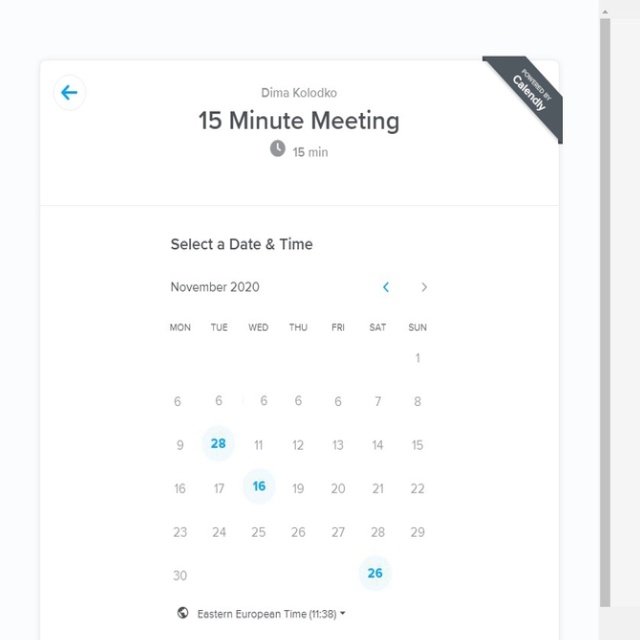 POWERED BY
Calendly
Dima Kolodko
15 Minute Meeting
15 min
Select a Date & Time
November 2020
MON TUE WED THU FRI SAT SUN
1
6 6 6 6 6 7 8
9 28 11 12 13 14 15
16 17 16 19 20 21 22
23 24 25 26 27 28 29
30 26
Eastern European Time (11:38)